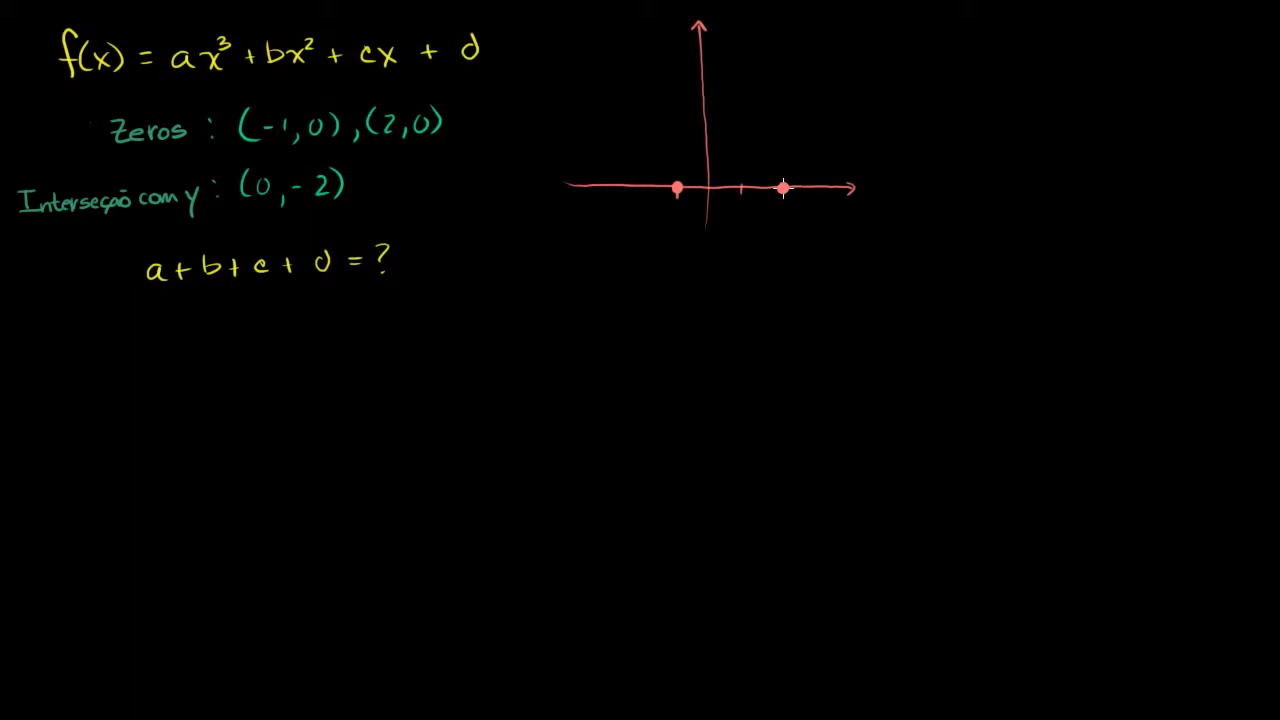 f(x) = ax³ + bx² + cx + d
Zeros : (-1,0) , (2,0)
Interseção com y : (0,-2)
a + b + c + d = ?